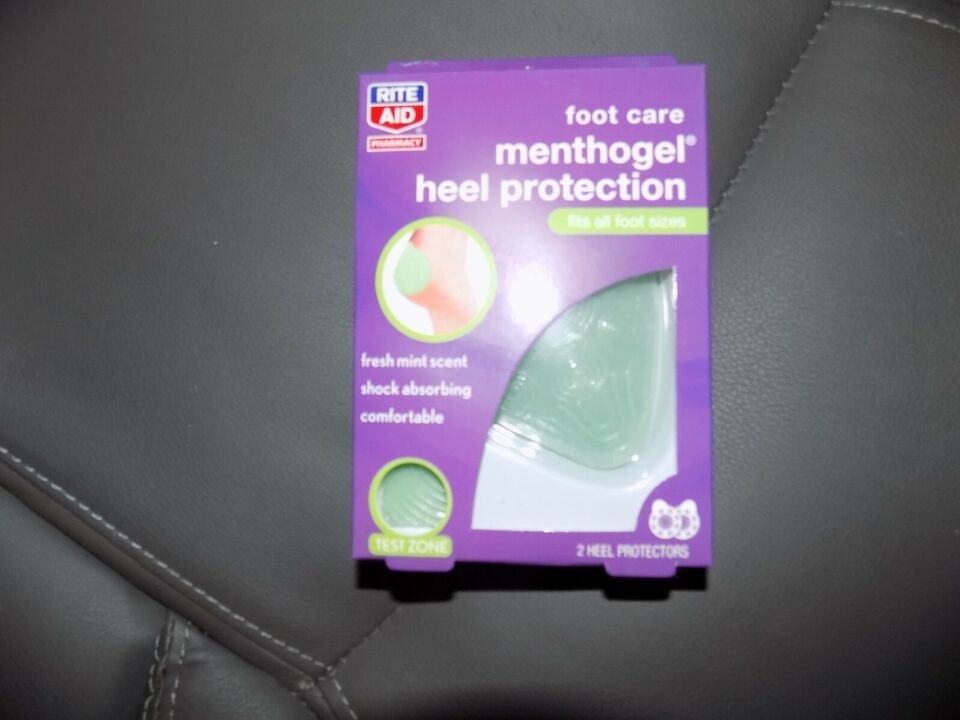 RITE
AID
®
PHARMACY
foot care
menthogel®
heel protection
fits all foot sizes
fresh mint scent
shock absorbing
comfortable
TEST ZONE
2 HEEL PROTECTORS